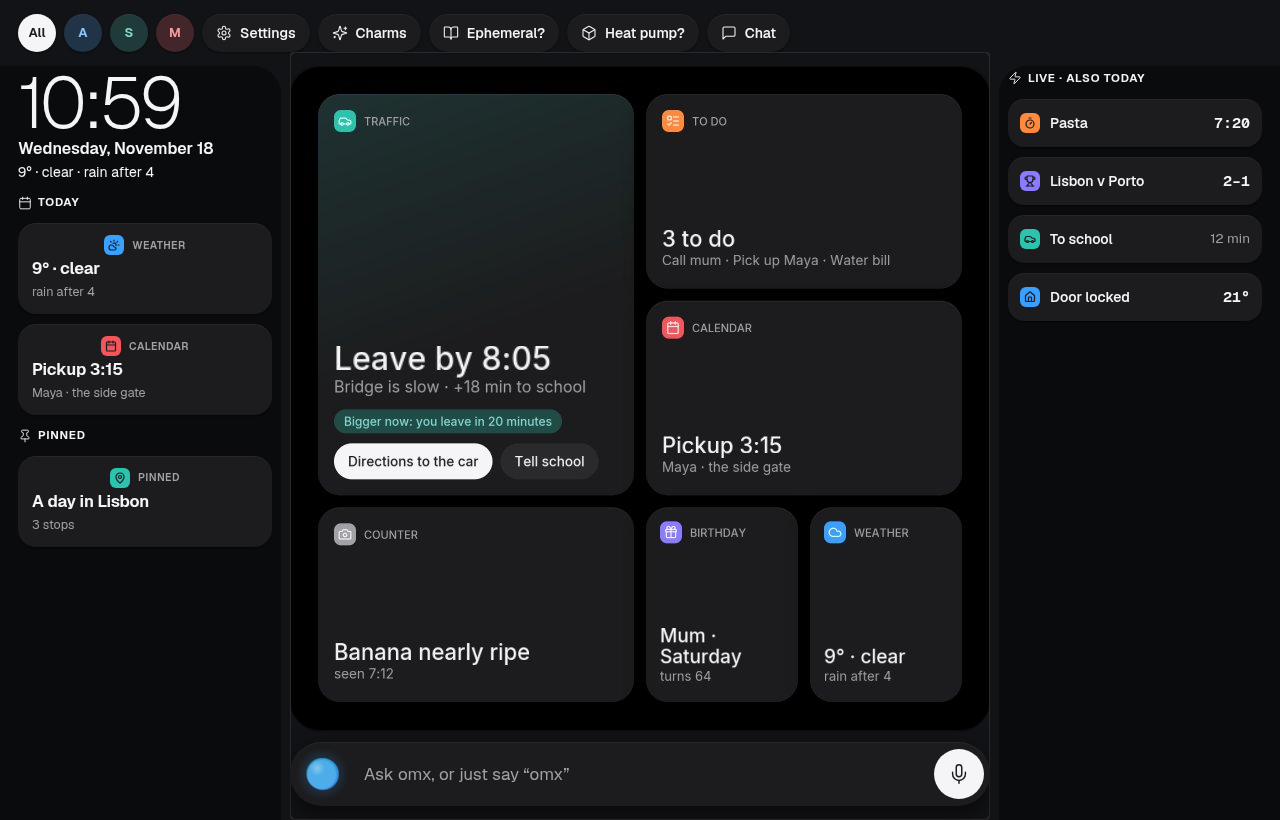 All
A
S
M
Settings
Charms
Ephemeral?
Heat pump?
Chat
10:59
Wednesday, November 18
9° · clear · rain after 4
TODAY
WEATHER
9° · clear
rain after 4
CALENDAR
Pickup 3:15
Maya · the side gate
PINNED
PINNED
A day in Lisbon
3 stops
TRAFFIC
Leave by 8:05
Bridge is slow · +18 min to school
Bigger now: you leave in 20 minutes
Directions to the car
Tell school
TO DO
3 to do
Call mum · Pick up Maya · Water bill
CALENDAR
Pickup 3:15
Maya · the side gate
COUNTER
Banana nearly ripe
seen 7:12
BIRTHDAY
Mum ·
Saturday
turns 64
WEATHER
9° · clear
rain after 4
Ask omx, or just say “omx”
LIVE · ALSO TODAY
Pasta 7:20
Lisbon v Porto 2–1
To school 12 min
Door locked 21°